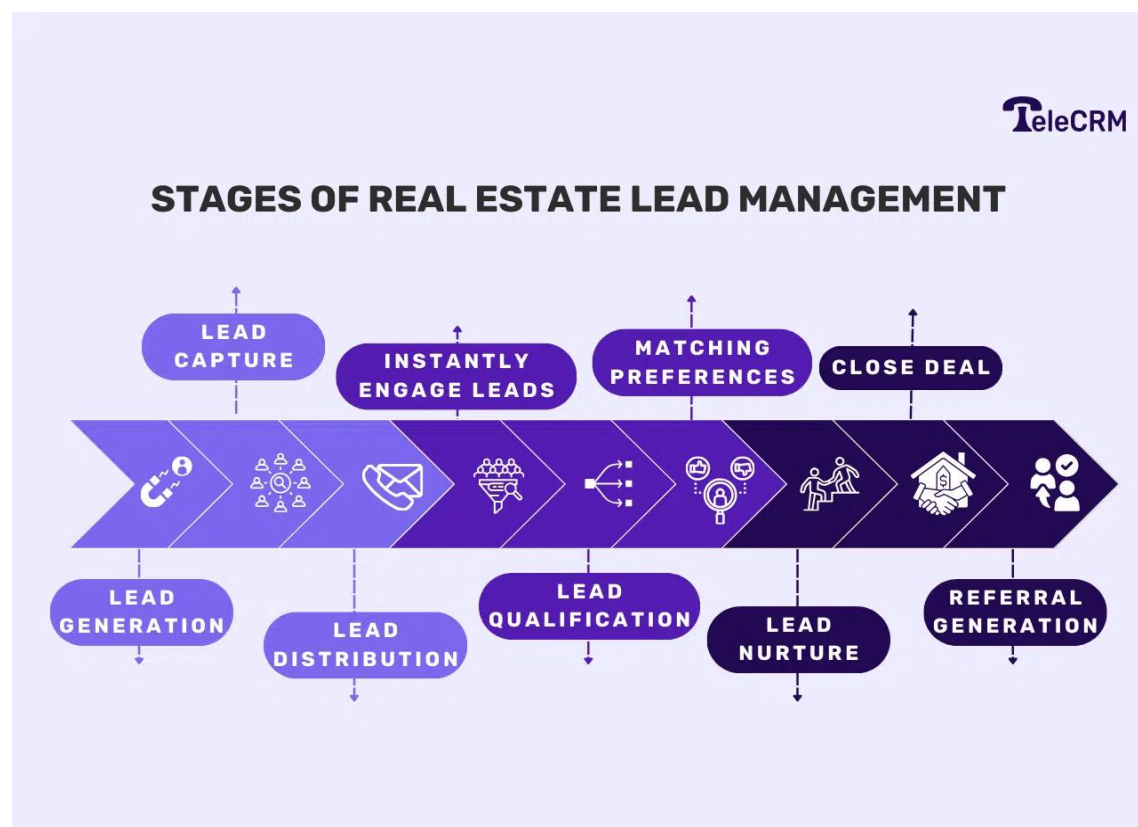 TeleCRM
STAGES OF REAL ESTATE LEAD MANAGEMENT
LEAD
CAPTURE
INSTANTLY
ENGAGE LEADS
MATCHING
PREFERENCES
CLOSE DEAL
$
LEAD
GENERATION
LEAD
DISTRIBUTION
LEAD
QUALIFICATION
LEAD
NURTURE
REFERRAL
GENERATION